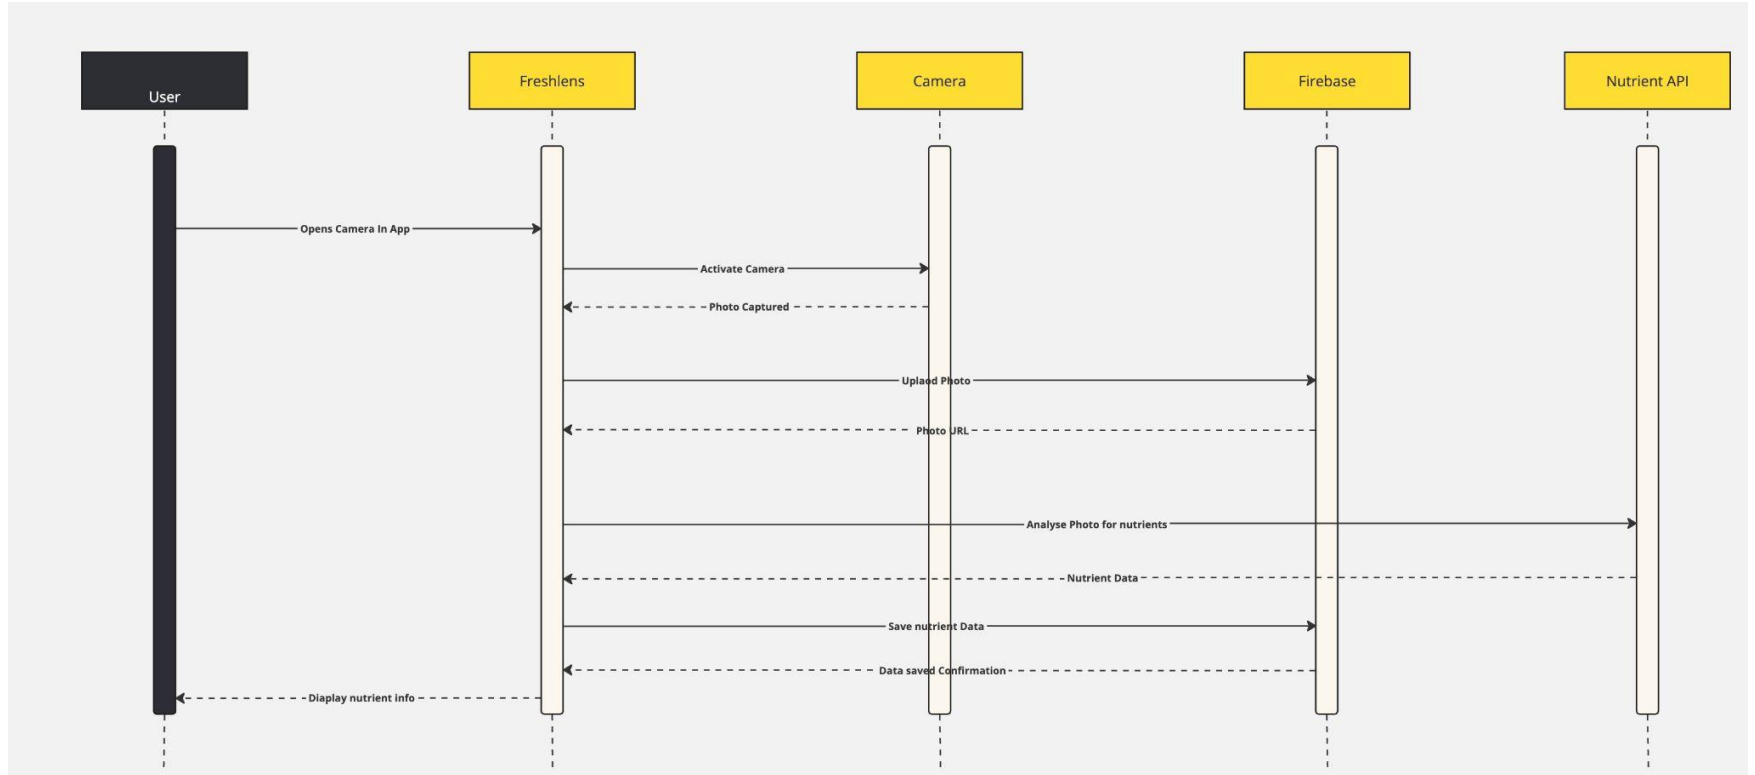 User
Freshlens
Camera
Firebase
Nutrient API
Opens Camera In App
Activate Camera
Photo Captured
Uplaod Photo
Photo URL
Analyse Photo for nutrients
Nutrient Data
Save nutrient Data
Data saved Confirmation
Diaplay nutrient info